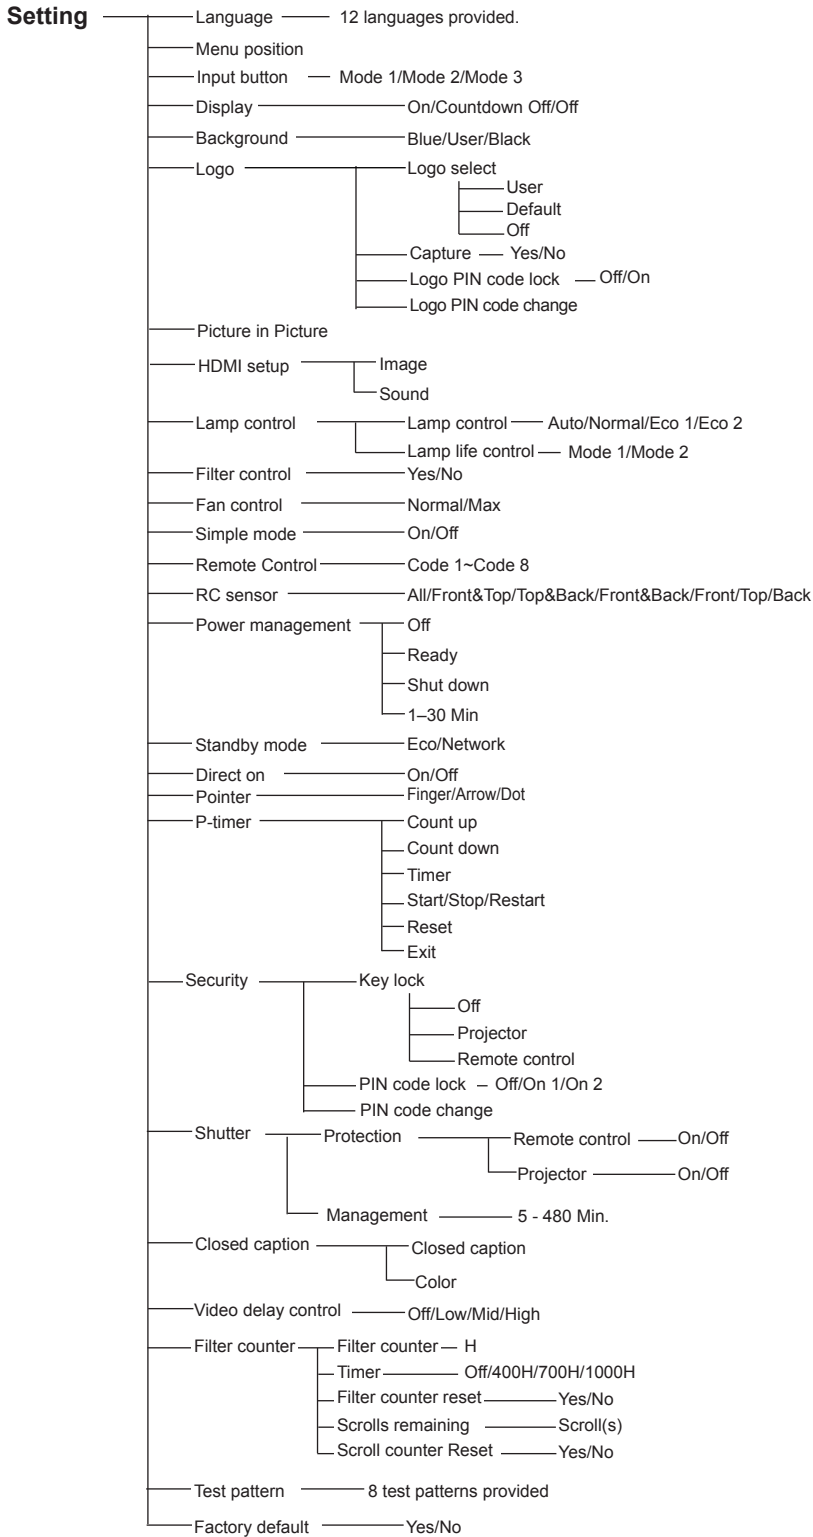 Setting Language 12 languages provided.
Menu position
Input button Mode 1/Mode 2/Mode 3
Display On/Countdown Off/Off
Background Blue/User/Black
Logo Logo select
User
Default
Off
Capture Yes/No
Logo PIN code lock Off/On
Logo PIN code change
Picture in Picture
HDMI setup Image
Sound
Lamp control Lamp control Auto/Normal/Eco 1/Eco 2
Lamp life control Mode 1/Mode 2
Filter control Yes/No
Fan control Normal/Max
Simple mode On/Off
Remote Control Code 1~Code 8
RC sensor All/Front&Top/Top&Back/Front&Back/Front/Top/Back
Power management Off
Ready
Shut down
1–30 Min
Standby mode Eco/Network
Direct on On/Off
Pointer Finger/Arrow/Dot
P-timer Count up
Count down
Timer
Start/Stop/Restart
Reset
Exit
Security Key lock
Off
Projector
Remote control
PIN code lock Off/On 1/On 2
PIN code change
Shutter Protection Remote control On/Off
Projector On/Off
Management 5 - 480 Min.
Closed caption Closed caption
Color
Video delay control Off/Low/Mid/High
Filter counter Filter counter H
Timer Off/400H/700H/1000H
Filter counter reset Yes/No
Scrolls remaining Scroll(s)
Scroll counter Reset Yes/No
Test pattern 8 test patterns provided
Factory default Yes/No